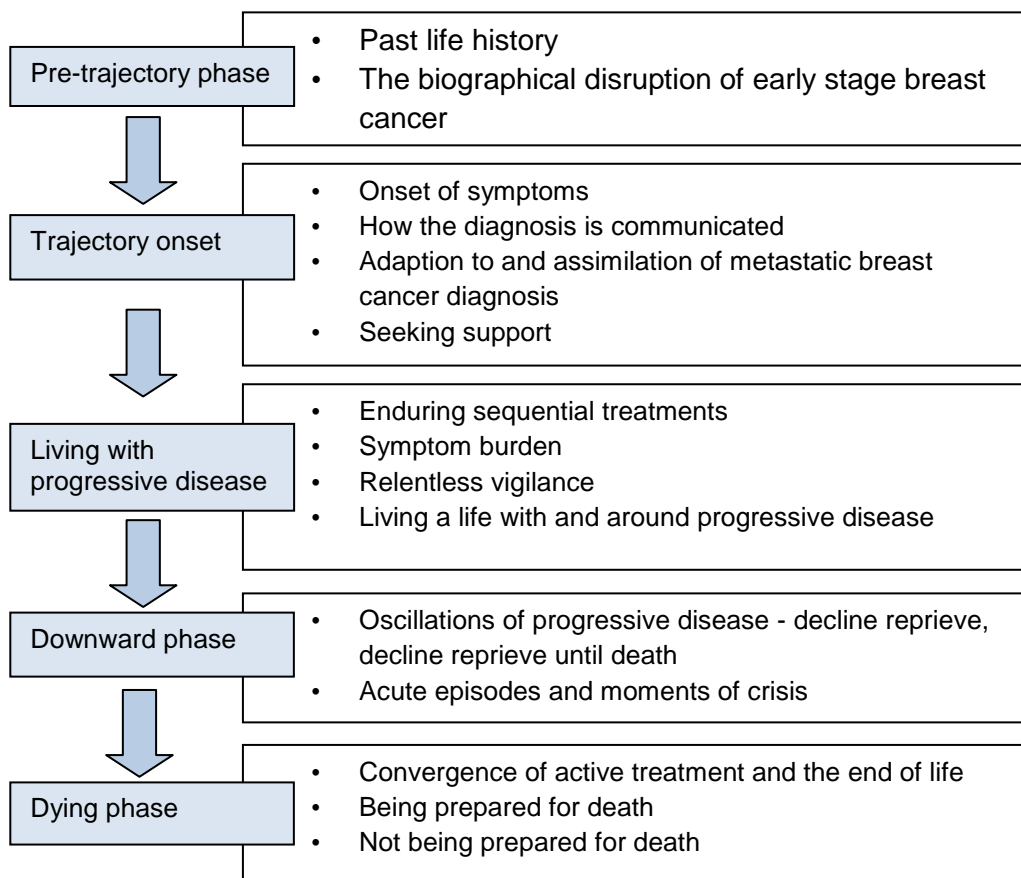 Pre-trajectory phase
• Past life history
• The biographical disruption of early stage breast
cancer
Trajectory onset
• Onset of symptoms
• How the diagnosis is communicated
• Adaption to and assimilation of metastatic breast
cancer diagnosis
• Seeking support
Living with
progressive disease
• Enduring sequential treatments
• Symptom burden
• Relentless vigilance
• Living a life with and around progressive disease
Downward phase
• Oscillations of progressive disease - decline reprieve,
decline reprieve until death
• Acute episodes and moments of crisis
Dying phase
• Convergence of active treatment and the end of life
• Being prepared for death
• Not being prepared for death